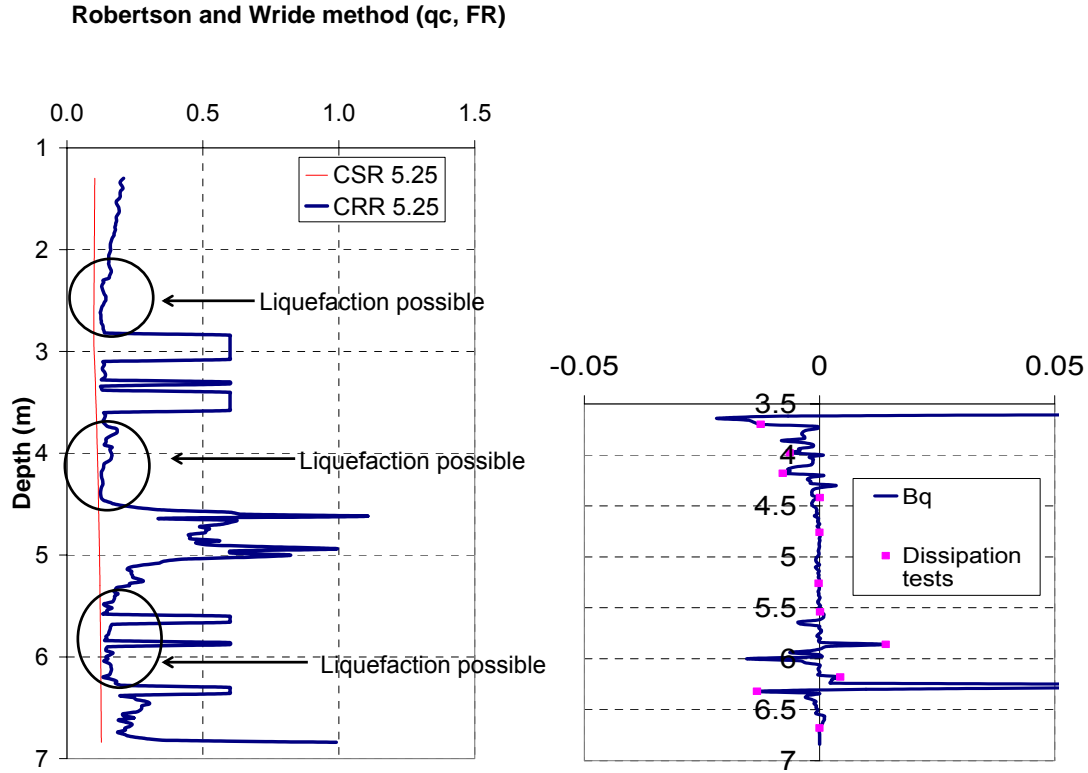 Robertson and Wride method (qc, FR)
0.0 0.5 1.0 1.5
1
2
3
4
5
6
7
Depth (m)
CSR 5.25
CRR 5.25
Liquefaction possible
Liquefaction possible
Liquefaction possible
-0.05 0 0.05
3.5
4
4.5
5
5.5
6
6.5
7
Bq
Dissipation
tests